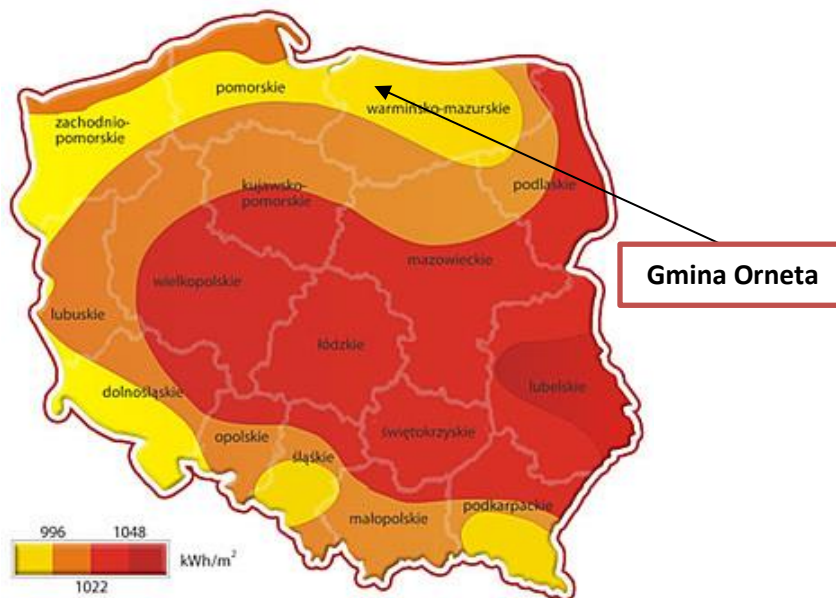 pomorskie
warmińsko-mazurskie
zachodnio-
pomorskie
podlaskie
kujawsko-
pomorskie
mazowieckie
Gmina Orneta
wielkopolskie
lubuskie
łódzkie
lubelskie
dolnośląskie
opolskie
świętokrzyskie
śląskie
podkarpackie
małopolskie
996 1048
kWh/m²
1022